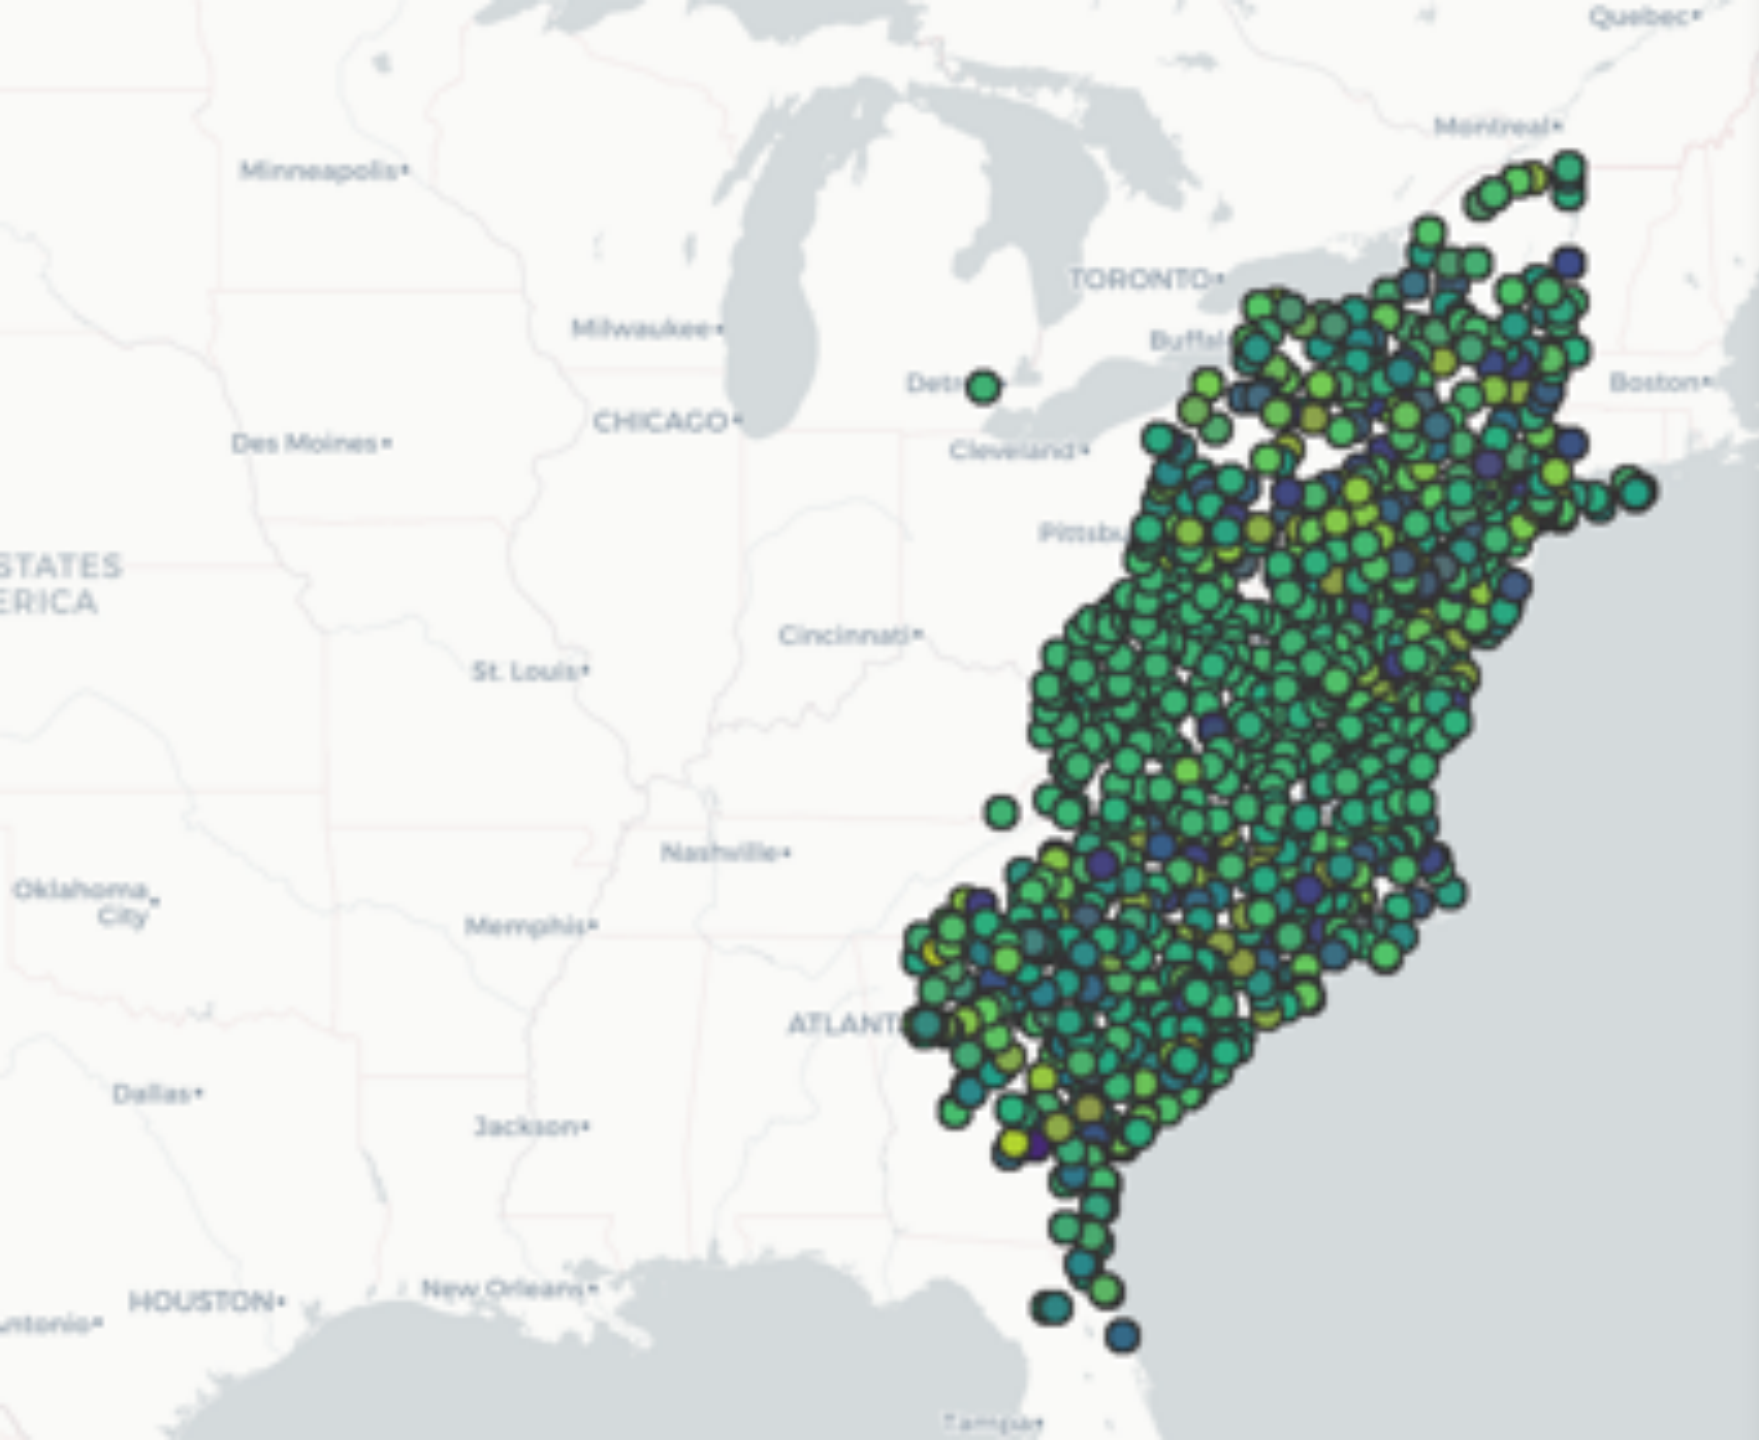 Quebec
Montreal
Minneapolis
TORONTO
Milwaukee
Buffal
Detr
Boston
CHICAGO
Des Moines
Cleveland
Pittsbu
STATES
ERICA
Cincinnati
St. Louis
Nashville
Oklahoma
City
Memphis
ATLANT
Dallas
Jackson
New Orleans
HOUSTON
ntonio
Tampa